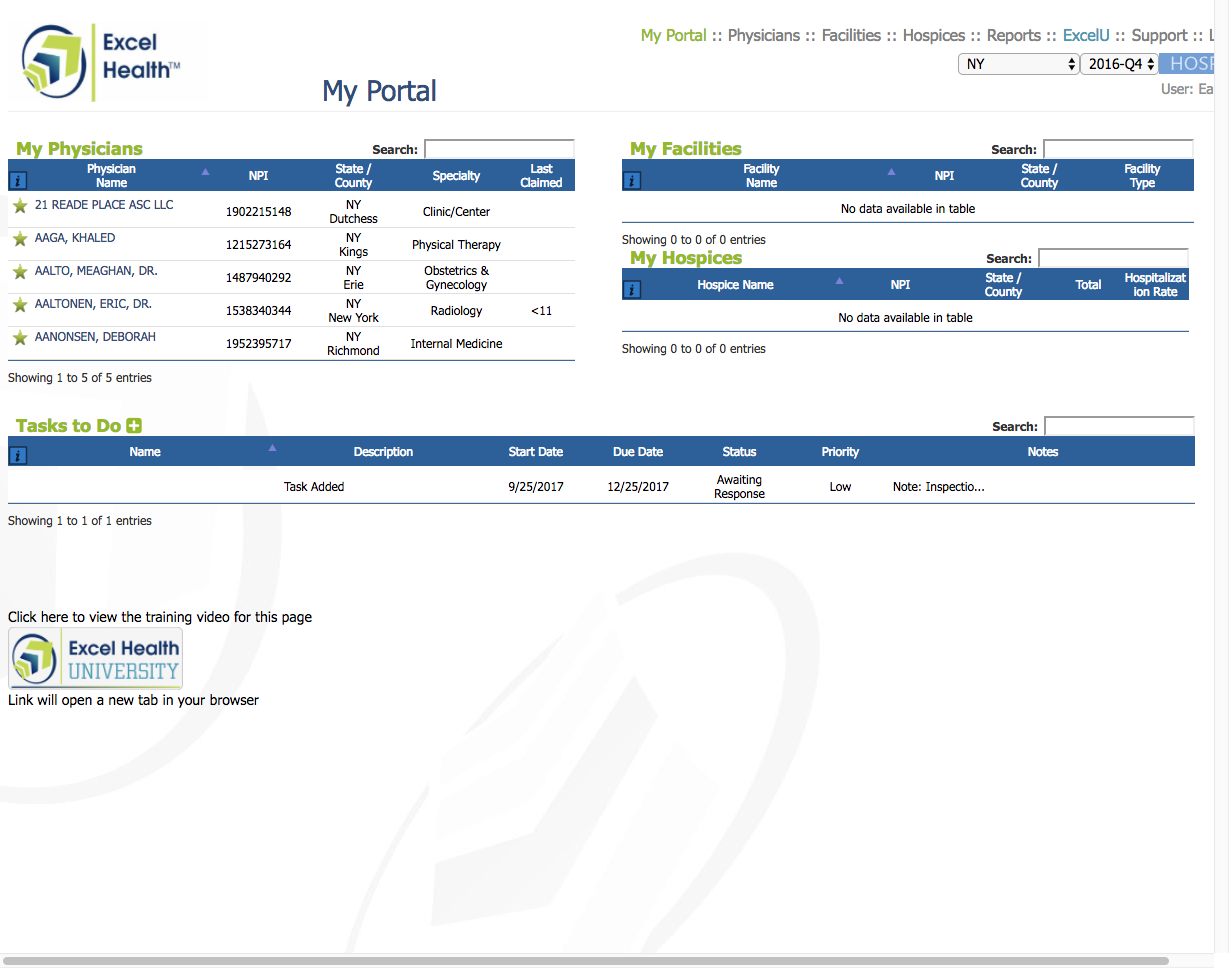 Excel
Health™
My Portal :: Physicians :: Facilities :: Hospices :: Reports :: ExcelU :: Support ::
NY 2016-Q4
My Portal
User:
My Physicians
Search:
Physician Name NPI State / County Specialty Last Claimed
21 READE PLACE ASC LLC 1902215148 NY Dutchess Clinic/Center
AAGA, KHALED 1215273164 NY Kings Physical Therapy
AALTO, MEAGHAN, DR. 1487940292 NY Erie Obstetrics & Gynecology
AALTONEN, ERIC, DR. 1538340344 NY New York Radiology <11
AANONSEN, DEBORAH 1952395717 NY Richmond Internal Medicine
Showing 1 to 5 of 5 entries
My Facilities
Search:
Facility Name NPI State / County Facility Type
No data available in table
Showing 0 to 0 of 0 entries
My Hospices
Search:
Hospice Name NPI State / County Total Hospitalizat ion Rate
No data available in table
Showing 0 to 0 of 0 entries
Tasks to Do
Search:
Name Description Start Date Due Date Status Priority Notes
Task Added 9/25/2017 12/25/2017 Awaiting Response Low Note: Inspectio...
Showing 1 to 1 of 1 entries
Click here to view the training video for this page
Excel Health
UNIVERSITY
Link will open a new tab in your browser